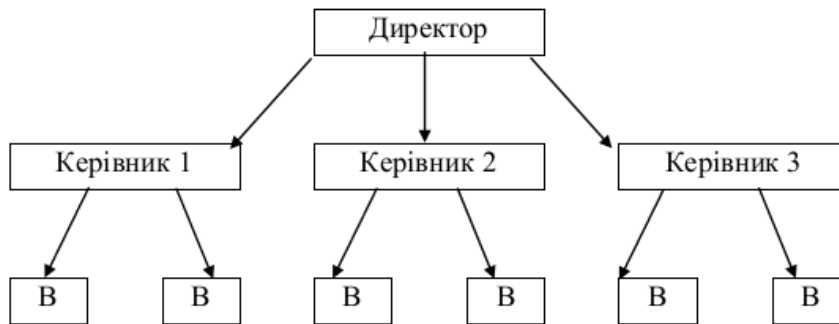 Директор
Керівник 1 Керівник 2 Керівник 3
В В В В В В